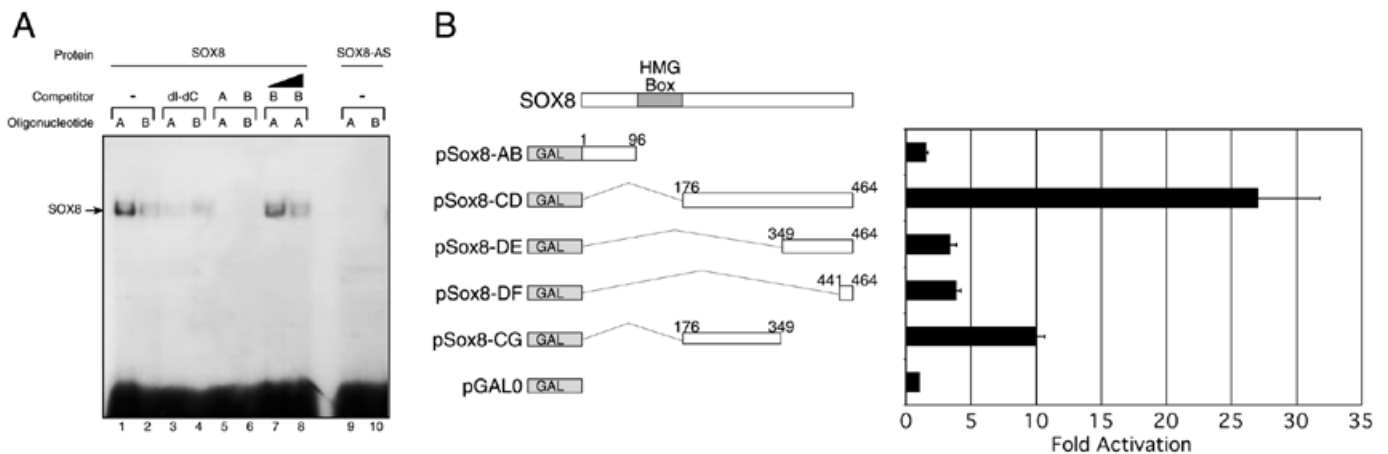 A
Protein SOX8 SOX8-AS
Competitor - dI-dC A B B B -
Oligonucleotide A B A B A B A A A B
SOX8
1 2 3 4 5 6 7 8 9 10
B
HMG
Box
SOX8
1 96
pSox8-AB GAL
176 464
pSox8-CD GAL
349 464
pSox8-DE GAL
441 464
pSox8-DF GAL
176 349
pSox8-CG GAL
pGAL0 GAL
0 5 10 15 20 25 30 35
Fold Activation